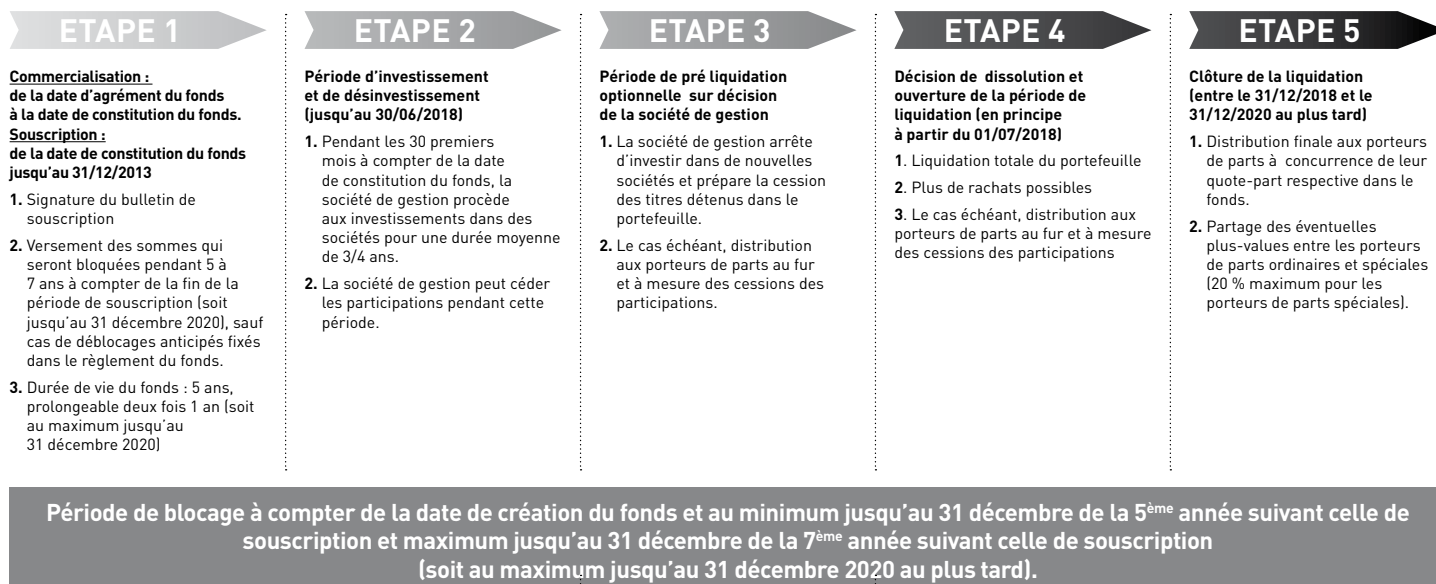 ETAPE 1
Commercialisation :
de la date d'agrément du fonds
à la date de constitution du fonds.
Souscription :
de la date de constitution du fonds
jusqu'au 31/12/2013
1. Signature du bulletin de
souscription
2. Versement des sommes qui
seront bloquées pendant 5 à
7 ans à compter de la fin de la
période de souscription (soit
jusqu'au 31 décembre 2020), sauf
cas de déblocages anticipés fixés
dans le règlement du fonds.
3. Durée de vie du fonds : 5 ans,
prolongeable deux fois 1 an (soit
au maximum jusqu'au
31 décembre 2020)
ETAPE 2
Période d'investissement
et de désinvestissement
(jusqu'au 30/06/2018)
1. Pendant les 30 premiers
mois à compter de la date
de constitution du fonds, la
société de gestion procède
aux investissements dans des
sociétés pour une durée moyenne
de 3/4 ans.
2. La société de gestion peut céder
les participations pendant cette
période.
ETAPE 3
Période de pré liquidation
optionnelle sur décision
de la société de gestion
1. La société de gestion arrête
d'investir dans de nouvelles
sociétés et prépare la cession
des titres détenus dans le
portefeuille.
2. Le cas échéant, distribution
aux porteurs de parts au fur
et à mesure des cessions des
participations.
ETAPE 4
Décision de dissolution et
ouverture de la période de
liquidation (en principe
à partir du 01/07/2018)
1. Liquidation totale du portefeuille
2. Plus de rachats possibles
3. Le cas échéant, distribution aux
porteurs de parts au fur et à mesure
des cessions des participations
ETAPE 5
Clôture de la liquidation
(entre le 31/12/2018 et le
31/12/2020 au plus tard)
1. Distribution finale aux porteurs
de parts à concurrence de leur
quote-part respective dans le
fonds.
2. Partage des éventuelles
plus-values entre les porteurs
de parts ordinaires et spéciales
(20 % maximum pour les
porteurs de parts spéciales).
Période de blocage à compter de la date de création du fonds et au minimum jusqu'au 31 décembre de la 5ème année suivant celle de
souscription et maximum jusqu'au 31 décembre de la 7ème année suivant celle de souscription
(soit au maximum jusqu'au 31 décembre 2020 au plus tard).